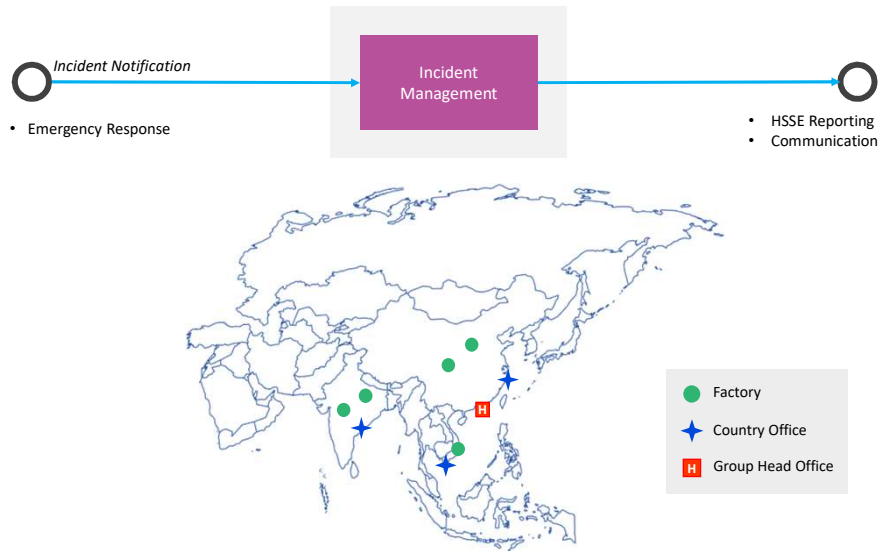 Incident Notification
Incident
Management
• Emergency Response
• HSSE Reporting
• Communication
H
Factory
Country Office
H Group Head Office